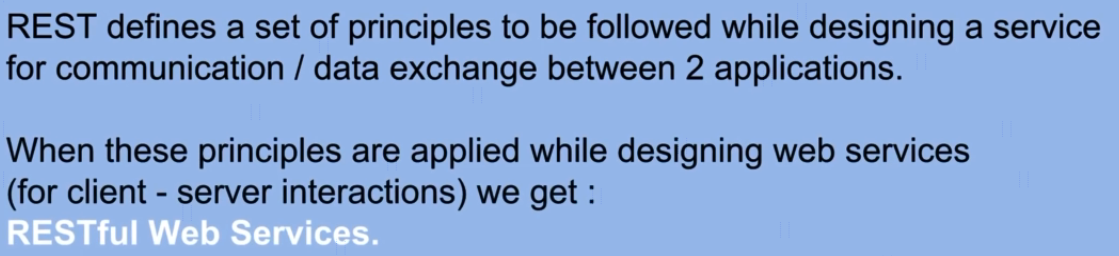 REST defines a set of principles to be followed while designing a service
for communication / data exchange between 2 applications.
When these principles are applied while designing web services
(for client - server interactions) we get :
RESTful Web Services.